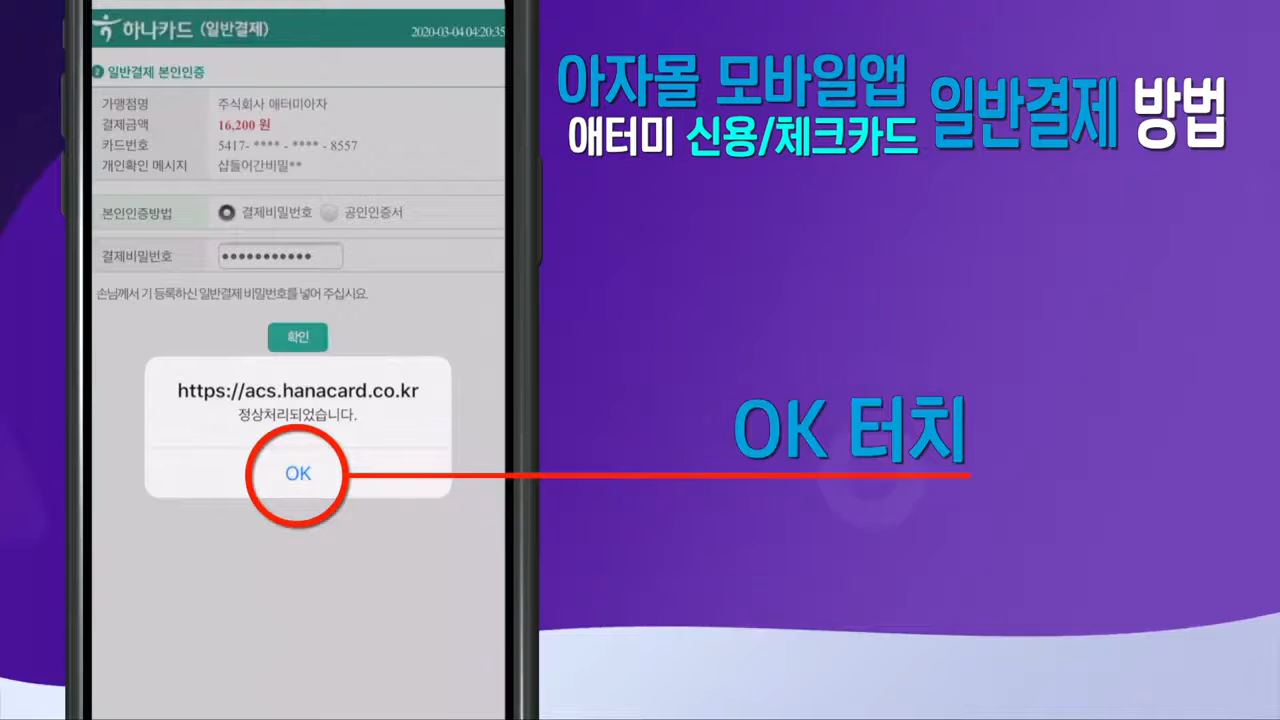 하나카드 (일반결제)
2020-03-04 04:20:35
2 일반결제 본인인증
가맹점명 주식회사 애터미아자
결제금액 16,200 원
카드번호 5417- **** - **** - 8557
개인확인 메시지 샵들어간비밀**
본인인증방법 결제비밀번호 공인인증서
결제비밀번호 •••••••••••
손님께서 기 등록하신 일반결제 비밀번호를 넣어 주십시요.
확인
https://acs.hanacard.co.kr
정상처리되었습니다.
OK
아자몰 모바일앱
애터미 신용/체크카드
일반결제 방법
OK 터치